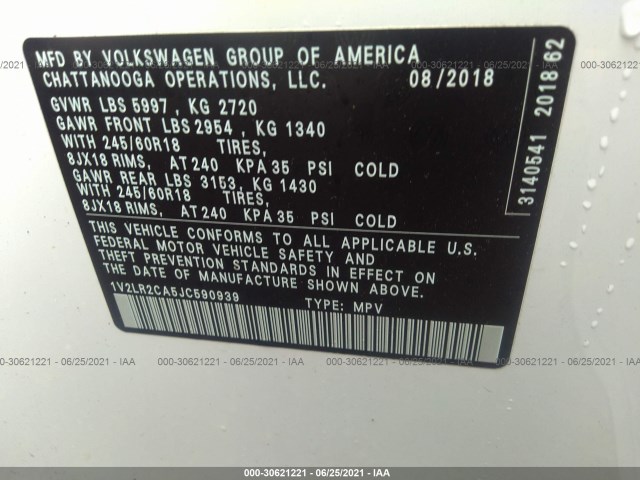 MFD BY VOLKSWAGEN GROUP OF AMERICA
CHATTANOOGA OPERATIONS, LLC. 08/2018
GVWR LBS 5997 , KG 2720
GAWR FRONT LBS 2954 , KG 1340
WITH 245/60R18 TIRES,
8JX18 RIMS, AT 240 KPA 35 PSI COLD
GAWR REAR LBS 3153, KG 1430
WITH 245/60R18 TIRES,
8JX18 RIMS, AT 240 KPA 35 PSI COLD
THIS VEHICLE CONFORMS TO ALL APPLICABLE U.S.
FEDERAL MOTOR VEHICLE SAFETY AND
THEFT PREVENTION STANDARDS IN EFFECT ON
THE DATE OF MANUFACTURE SHOWN ABOVE.
1V2LR2CA5JC590939 TYPE: MPV
3140541 2018 62
000-30621221 - 06/25/2021 - IAA